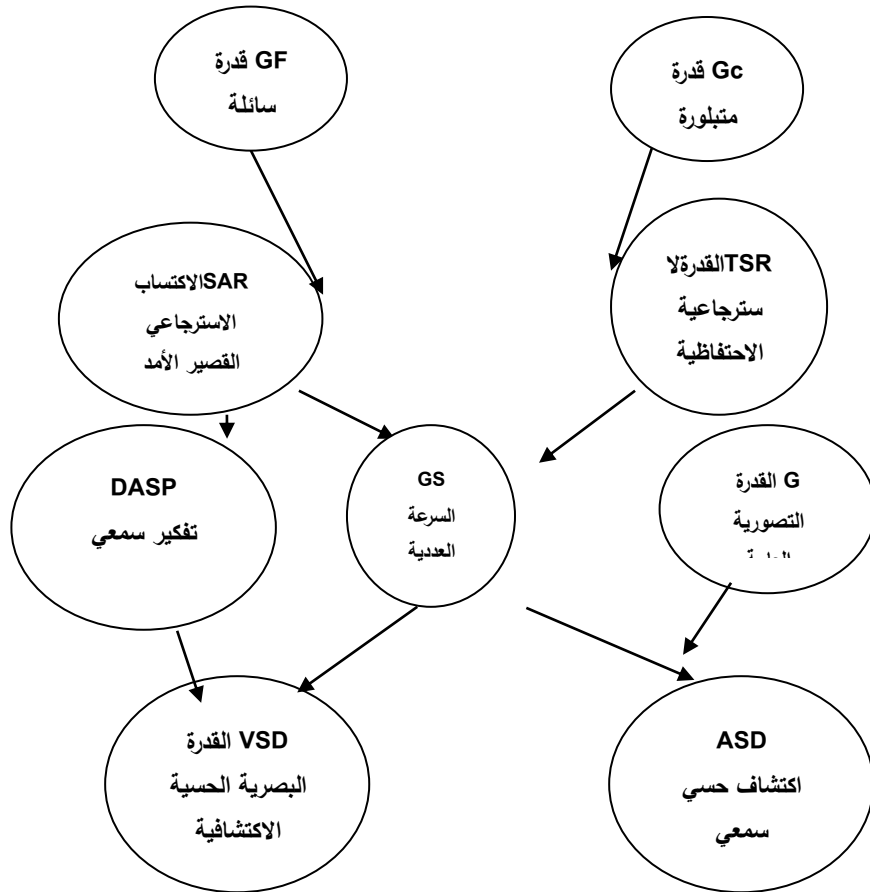 GF قدرة
سائلة
Gc قدرة
متبلورة
SARالاكتساب
الاسترجاعي
القصير الأمد
TSRالقدرةلا
سترجاعية
الاحتفاظية
DASP
تفكير سمعي
GS
السرعة
العددية
G القدرة
التصورية
VSD القدرة
البصرية الحسية
الاكتشافية
ASD
اكتشاف حسي
سمعي